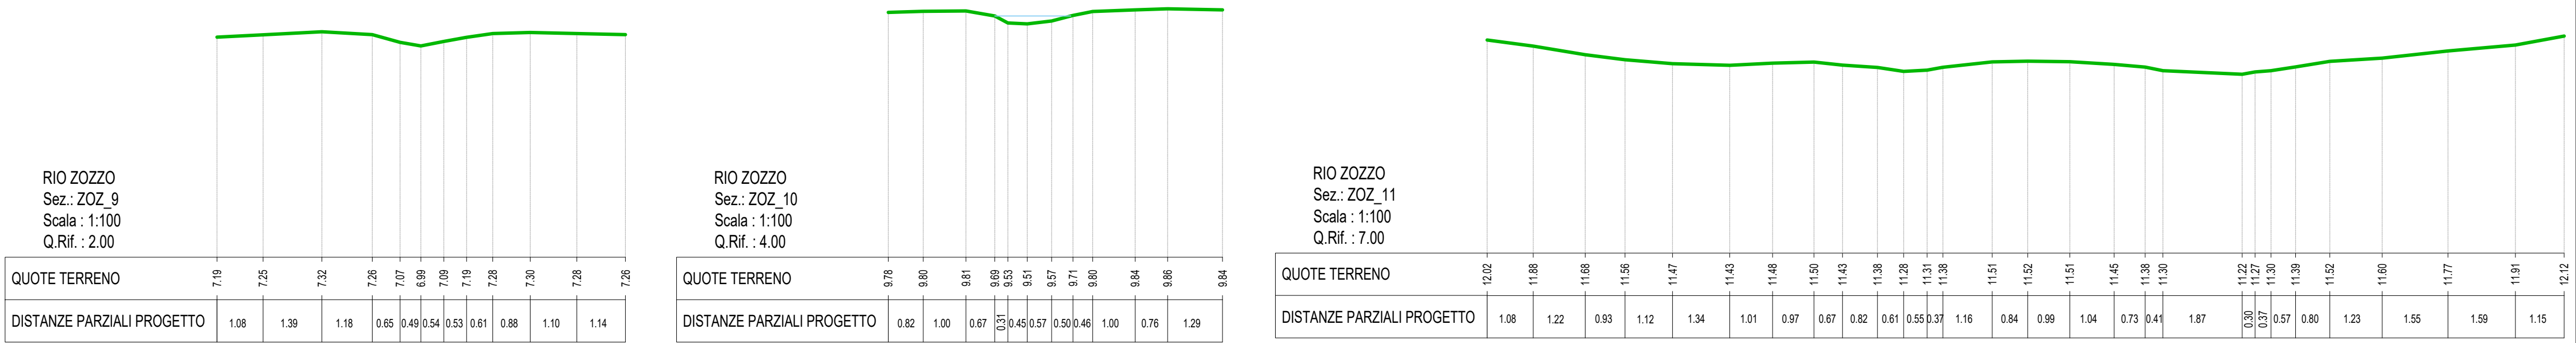 RIO ZOZZO
Sez.: ZOZ_9
Scala : 1:100
Q.Rif. : 2.00
QUOTE TERRENO 7.19 7.25 7.32 7.26 7.07 6.99 7.09 7.19 7.28 7.30 7.28 7.26
DISTANZE PARZIALI PROGETTO 1.08 1.39 1.18 0.65 0.49 0.54 0.53 0.61 0.88 1.10 1.14
RIO ZOZZO
Sez.: ZOZ_10
Scala : 1:100
Q.Rif. : 4.00
QUOTE TERRENO 9.78 9.80 9.81 9.69 9.53 9.51 9.57 9.71 9.80 9.84 9.86 9.84
DISTANZE PARZIALI PROGETTO 0.82 1.00 0.67 0.31 0.45 0.57 0.50 0.46 1.00 0.76 1.29
RIO ZOZZO
Sez.: ZOZ_11
Scala : 1:100
Q.Rif. : 7.00
QUOTE TERRENO 12.02 11.88 11.68 11.56 11.47 11.43 11.48 11.50 11.43 11.38 11.28 11.31 11.38 11.51 11.52 11.51 11.45 11.38 11.30 11.22 11.27 11.30 11.39 11.52 11.60 11.77 11.91 12.12
DISTANZE PARZIALI PROGETTO 1.08 1.22 0.93 1.12 1.34 1.01 0.97 0.67 0.82 0.61 0.55 0.37 1.16 0.84 0.99 1.04 0.73 0.41 1.87 0.30 0.37 0.57 0.80 1.23 1.55 1.59 1.15